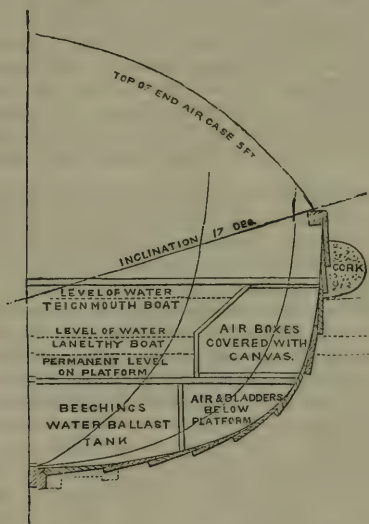 TOP OF END AIR CASE 5 FT
INCLINATION 17 DEG.
CORK
LEVEL OF WATER
TEIGNMOUTH BOAT
LEVEL OF WATER
LANELTHY BOAT
PERMANENT LEVEL
ON PLATFORM
AIR BOXES
COVERED WITH
CANVAS.
BEECHINGS
WATER BALLAST
TANK
AIR & BLADDERS
BELOW
PLATFORM